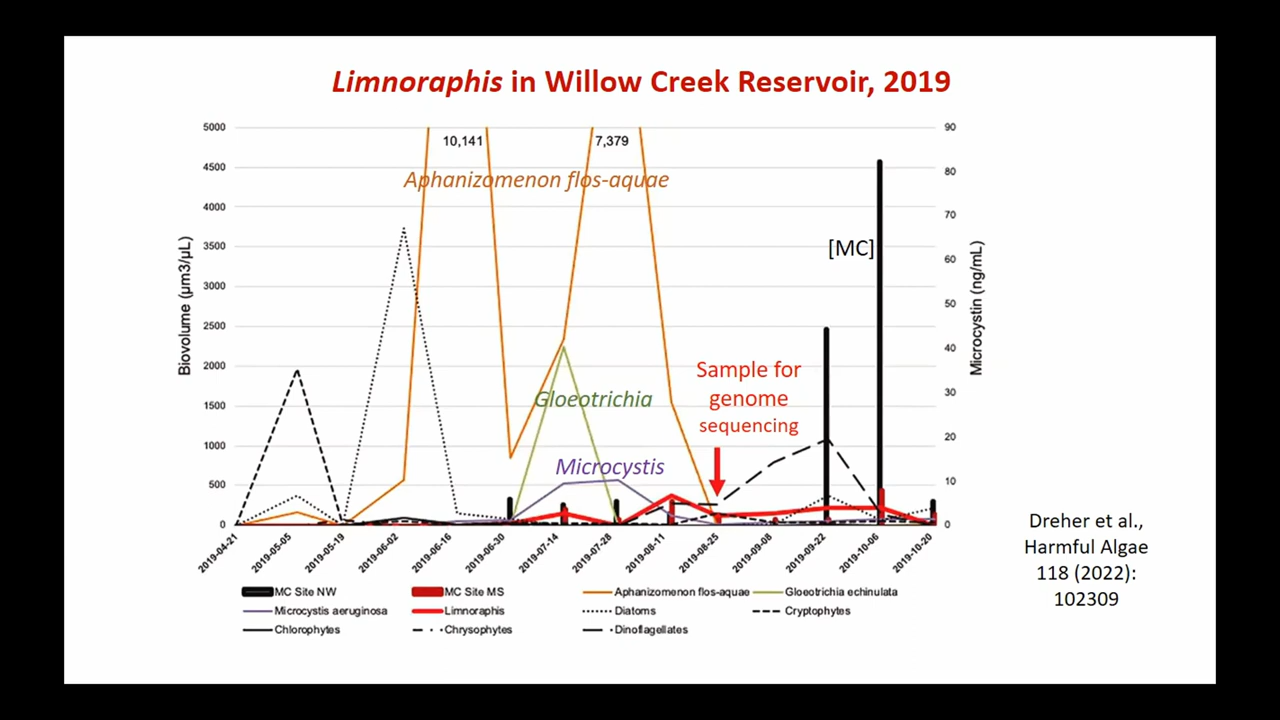 Limnoraphis in Willow Creek Reservoir, 2019
5000
4500
4000
3500
3000
2500
2000
1500
1000
500
0
Biovolume (µm3/µL)
90
80
70
60
50
40
30
20
10
0
Microcystin (ng/mL)
10,141
7,379
Aphanizomenon flos-aquae
[MC]
Sample for
genome
sequencing
Gloeotrichia
Microcystis
2019-04-21
2019-05-05
2019-05-19
2019-06-02
2019-06-16
2019-06-30
2019-07-14
2019-07-28
2019-08-11
2019-08-25
2019-09-08
2019-09-22
2019-10-06
2019-10-20
MC Site NW
MC Site MS
Aphanizomenon flos-aquae
Gloeotrichia echinulata
Microcystis aeruginosa
Limnoraphis
Diatoms
Cryptophytes
Chlorophytes
Chrysophytes
Dinoflagellates
Dreher et al.,
Harmful Algae
118 (2022):
102309